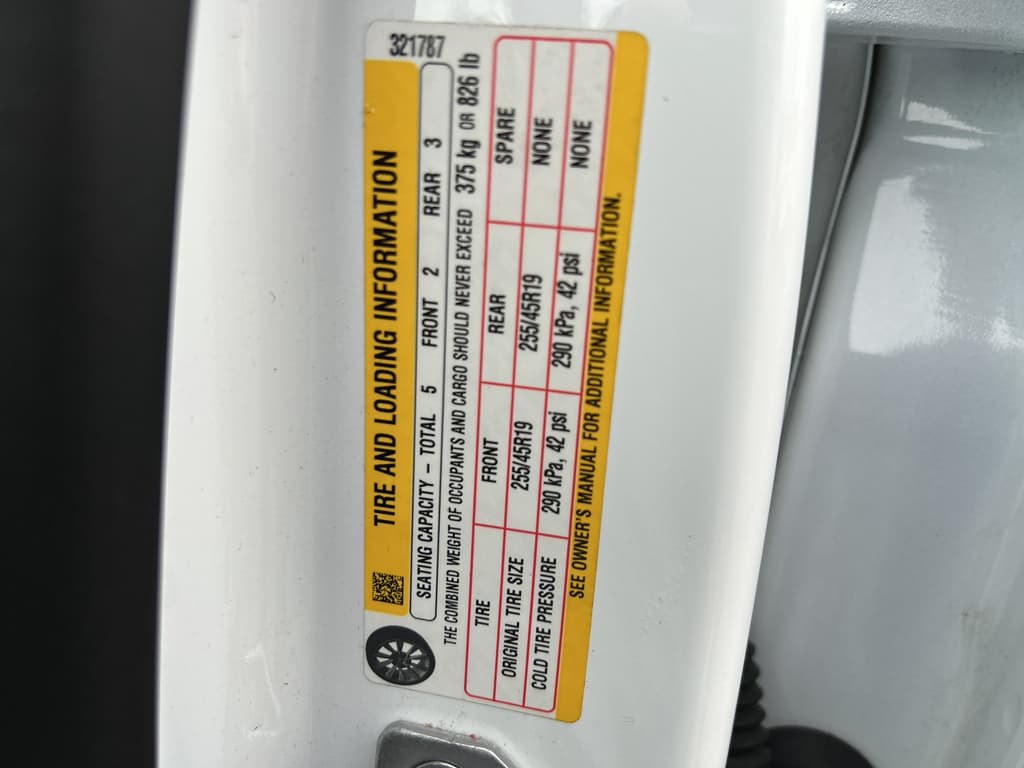 321787
TIRE AND LOADING INFORMATION
SEATING CAPACITY – TOTAL 5 FRONT 2 REAR 3
THE COMBINED WEIGHT OF OCCUPANTS AND CARGO SHOULD NEVER EXCEED 375 kg OR 826 lb
TIRE FRONT REAR SPARE
ORIGINAL TIRE SIZE 255/45R19 255/45R19 NONE
COLD TIRE PRESSURE 290 kPa, 42 psi 290 kPa, 42 psi NONE
SEE OWNER'S MANUAL FOR ADDITIONAL INFORMATION.